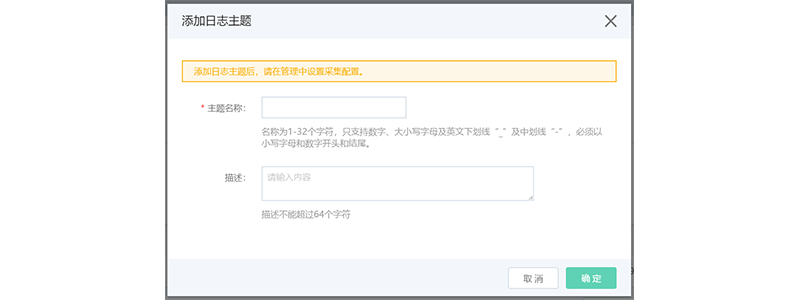 添加日志主题
添加日志主题后，请在管理中设置采集配置。
* 主题名称：
名称为1-32个字符，只支持数字、大小写字母及英文下划线“_”及中划线“-”，必须以
小写字母和数字开头和结尾。
描述：
请输入内容
描述不能超过64个字符
取消
确定